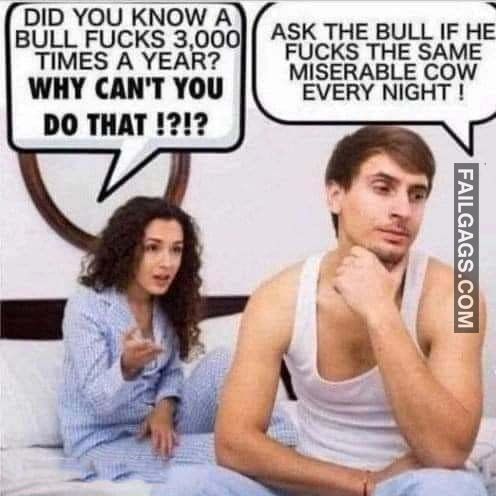 DID YOU KNOW A
BULL FUCKS 3,000
TIMES A YEAR?
WHY CAN'T YOU
DO THAT !?!?
ASK THE BULL IF HE
FUCKS THE SAME
MISERABLE COW
EVERY NIGHT !
FAILGAGS.COM